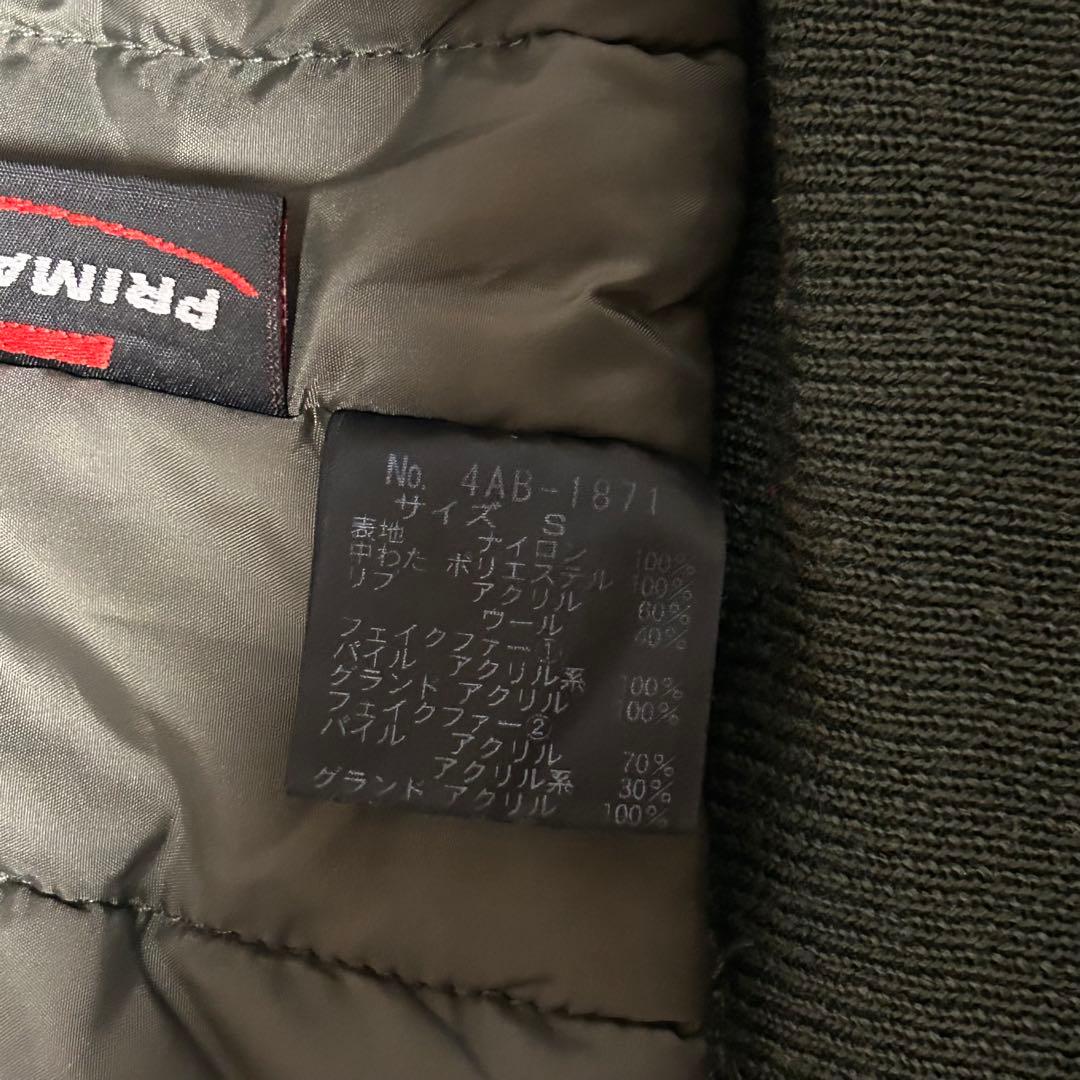 PRIMA
No. 4AB-1871
サイズ S
表地 ナイロン 100%
中わた ポリエステル 100%
リブ アクリル 60%
ウール 40%
フェイクファー①
パイル アクリル系 100%
グランド アクリル 100%
フェイクファー②
パイル アクリル 70%
アクリル系 30%
グランド アクリル 100%